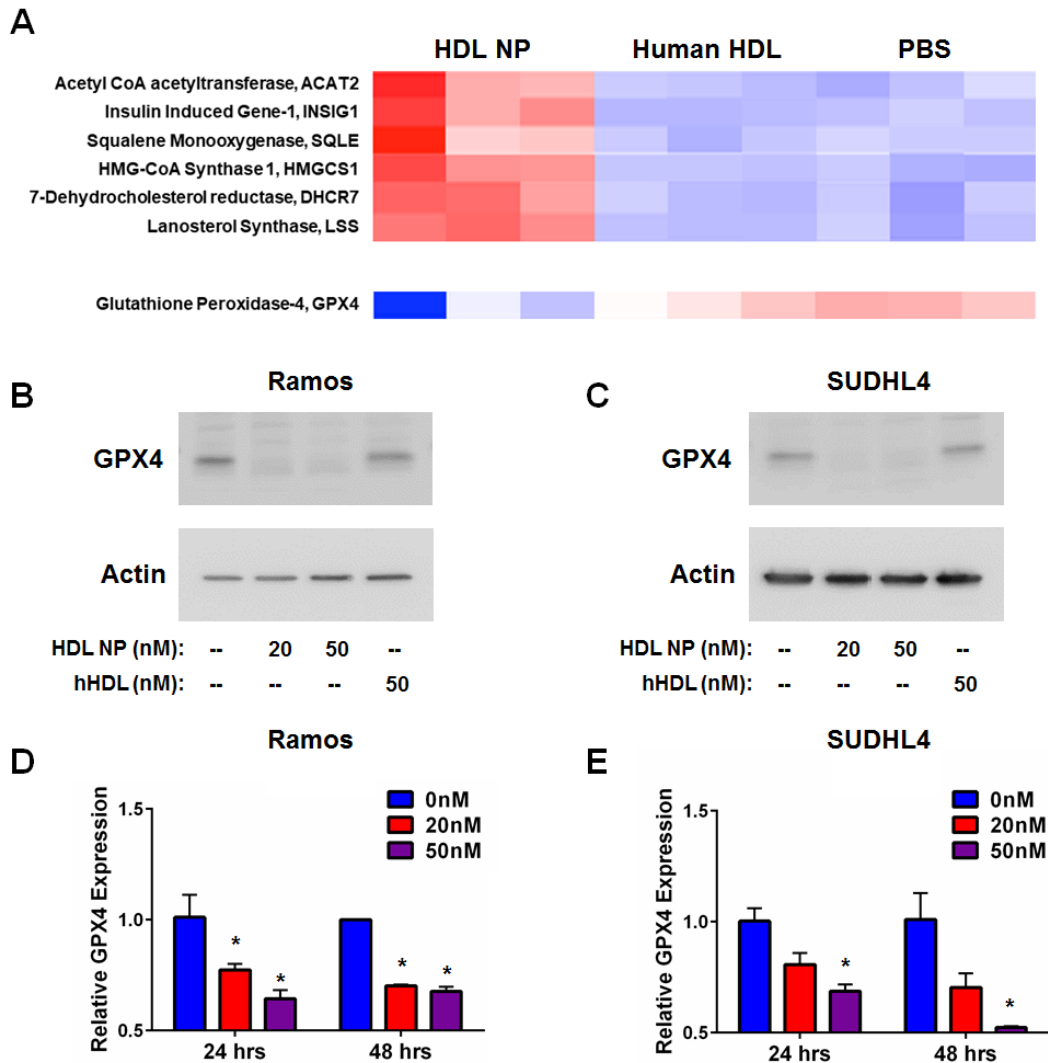 A
HDL NP Human HDL PBS
Acetyl CoA acetyltransferase, ACAT2
Insulin Induced Gene-1, INSIG1
Squalene Monooxygenase, SQLE
HMG-CoA Synthase 1, HMGCS1
7-Dehydrocholesterol reductase, DHCR7
Lanosterol Synthase, LSS
Glutathione Peroxidase-4, GPX4
B
Ramos
GPX4
Actin
HDL NP (nM): -- 20 50 --
hHDL (nM): -- -- -- 50
C
SUDHL4
GPX4
Actin
HDL NP (nM): -- 20 50 --
hHDL (nM): -- -- -- 50
D
Ramos
Relative GPX4 Expression
1.5
1.0
0.5
0nM
20nM
50nM
* * * *
24 hrs 48 hrs
E
SUDHL4
Relative GPX4 Expression
1.5
1.0
0.5
0nM
20nM
50nM
* *
24 hrs 48 hrs